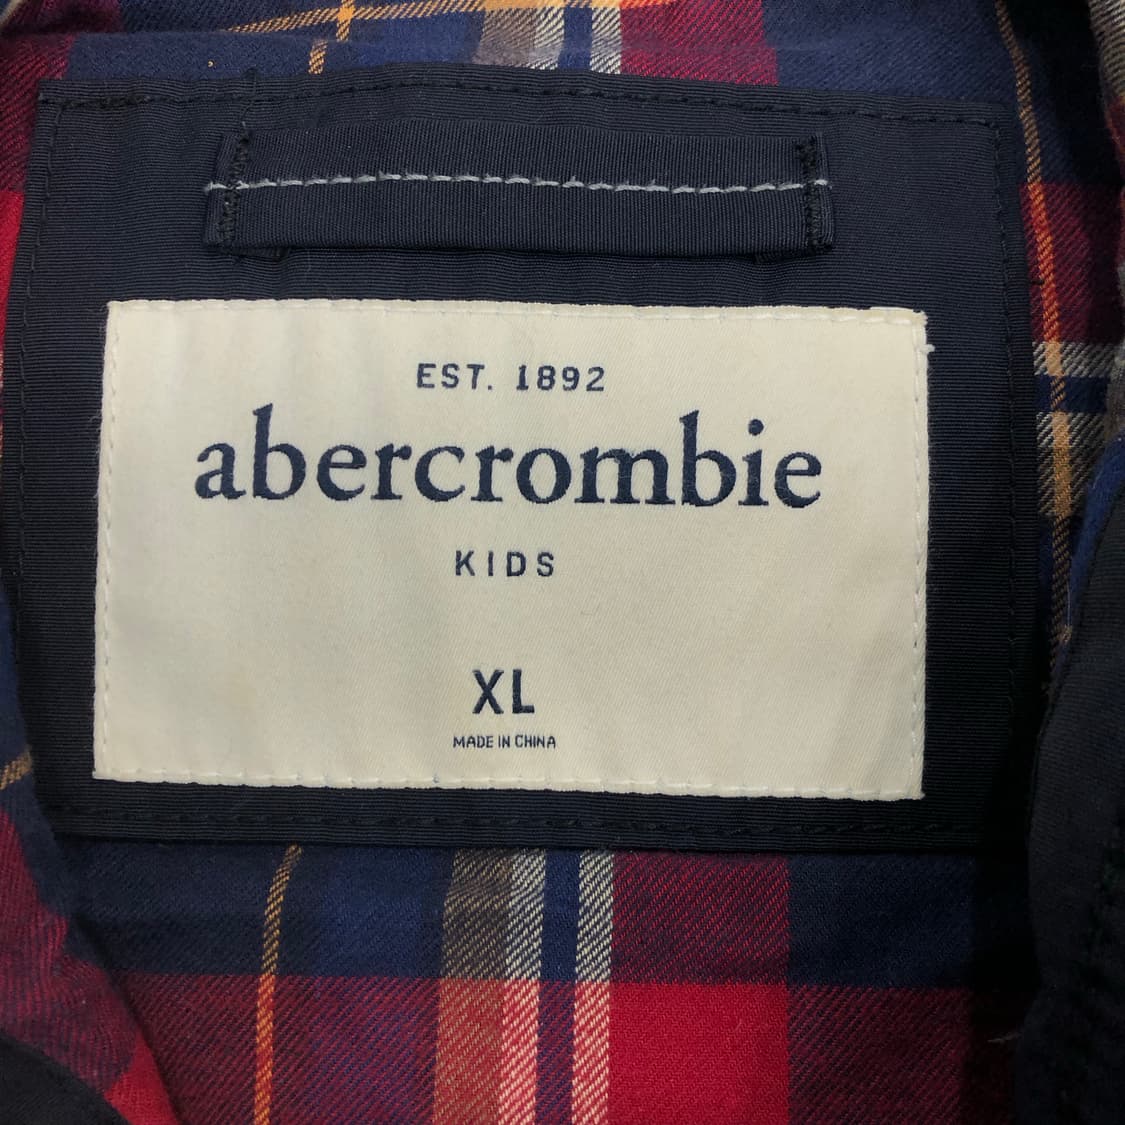 EST. 1892
abercrombie
KIDS
XL
MADE IN CHINA